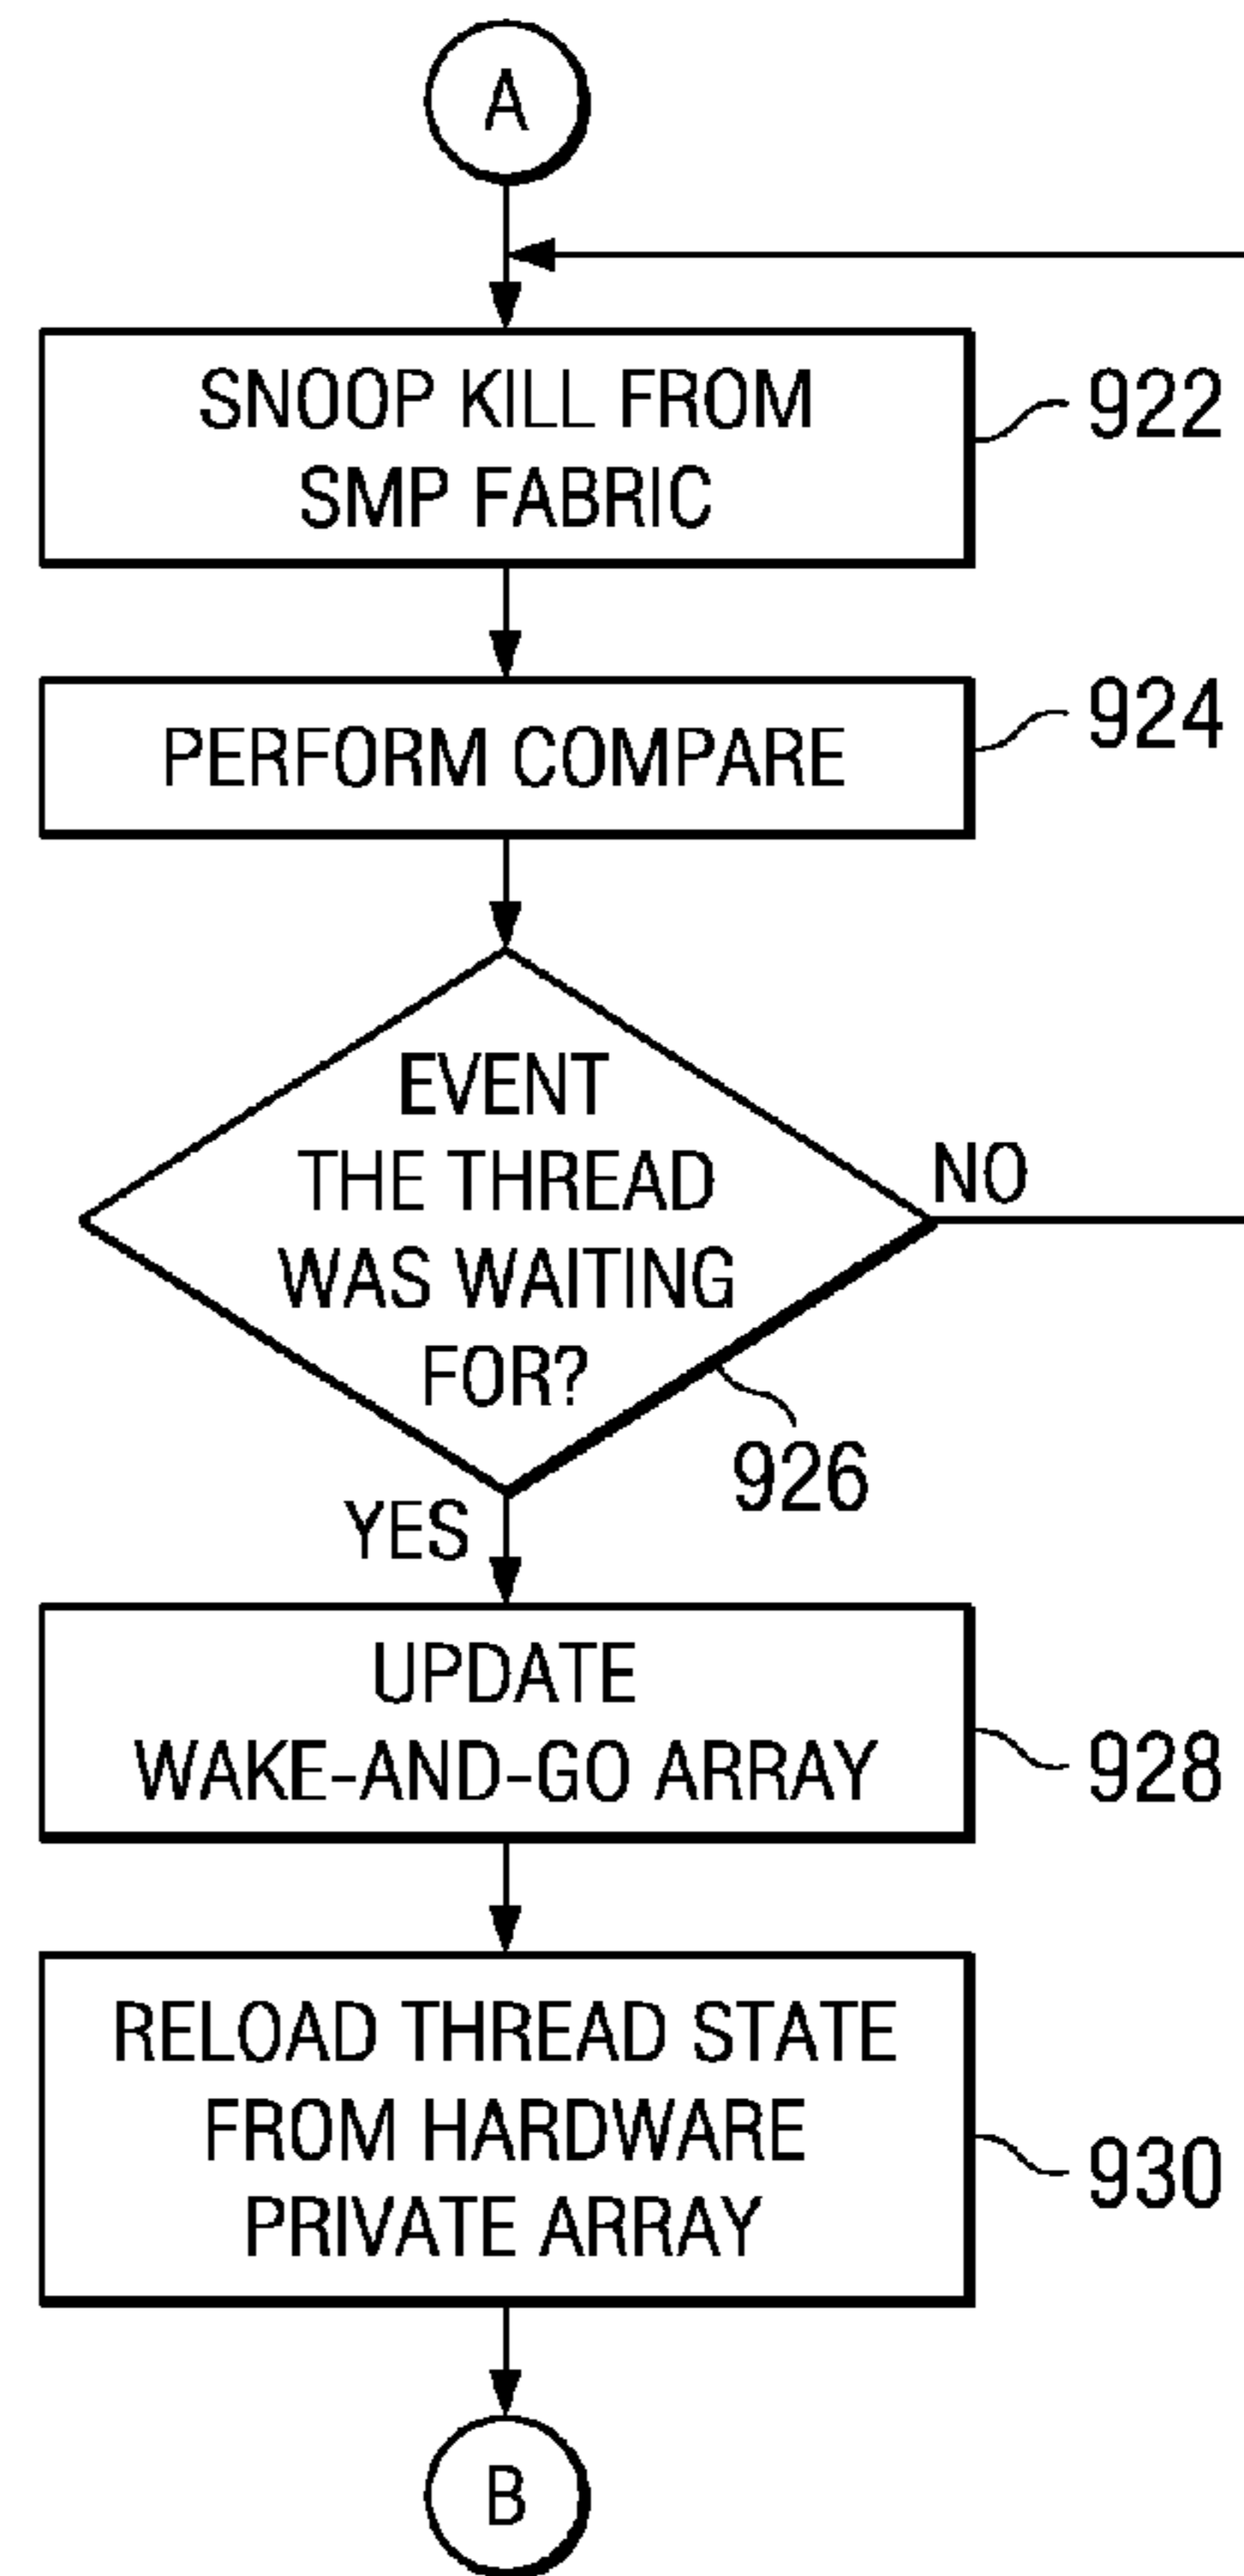 A
SNOOP KILL FROM
SMP FABRIC
922
PERFORM COMPARE
924
EVENT
THE THREAD
WAS WAITING
FOR?
NO
926
YES
UPDATE
WAKE-AND-GO ARRAY
928
RELOAD THREAD STATE
FROM HARDWARE
PRIVATE ARRAY
930
B